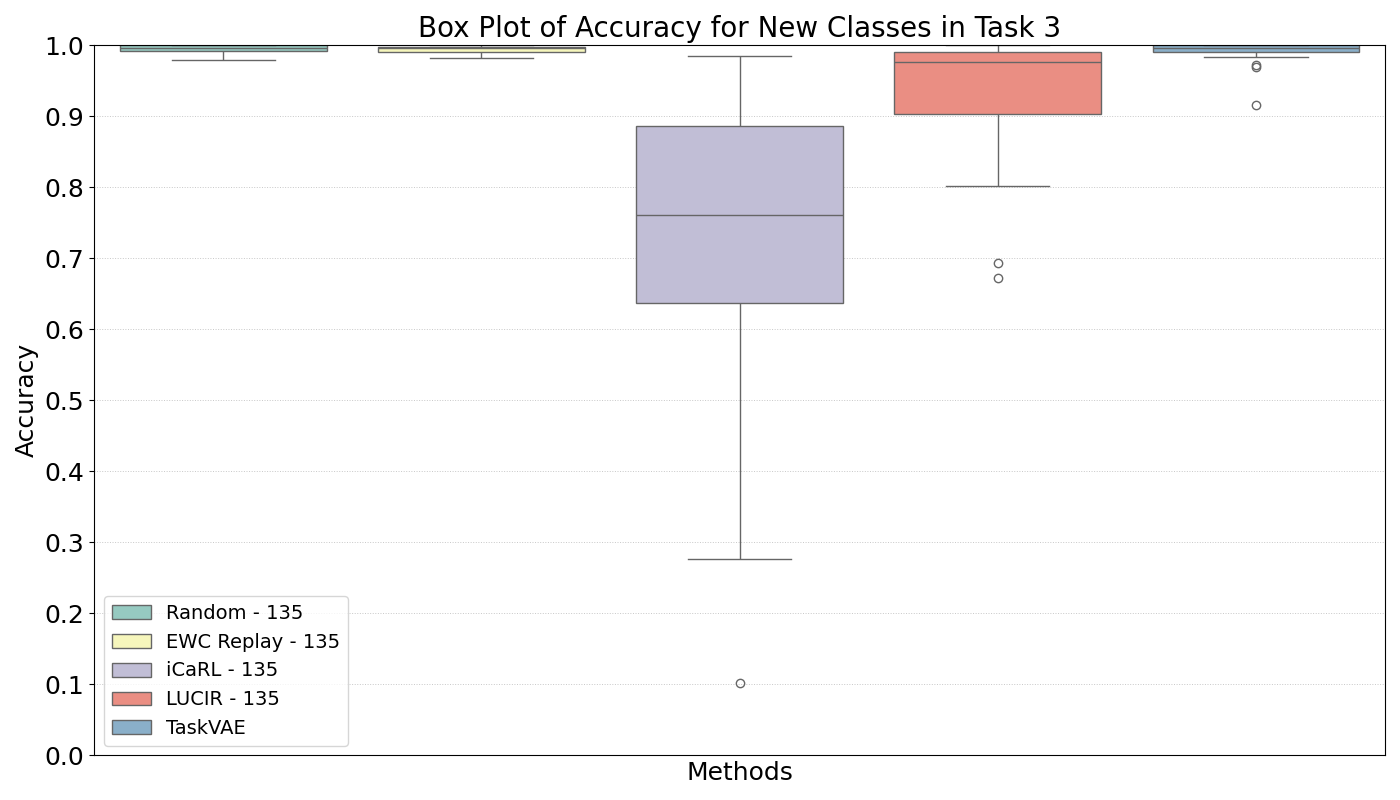 Box Plot of Accuracy for New Classes in Task 3
1.0
0.9
0.8
0.7
0.6
0.5
0.4
0.3
0.2
0.1
0.0
Accuracy
Methods
Random - 135
EWC Replay - 135
iCaRL - 135
LUCIR - 135
TaskVAE